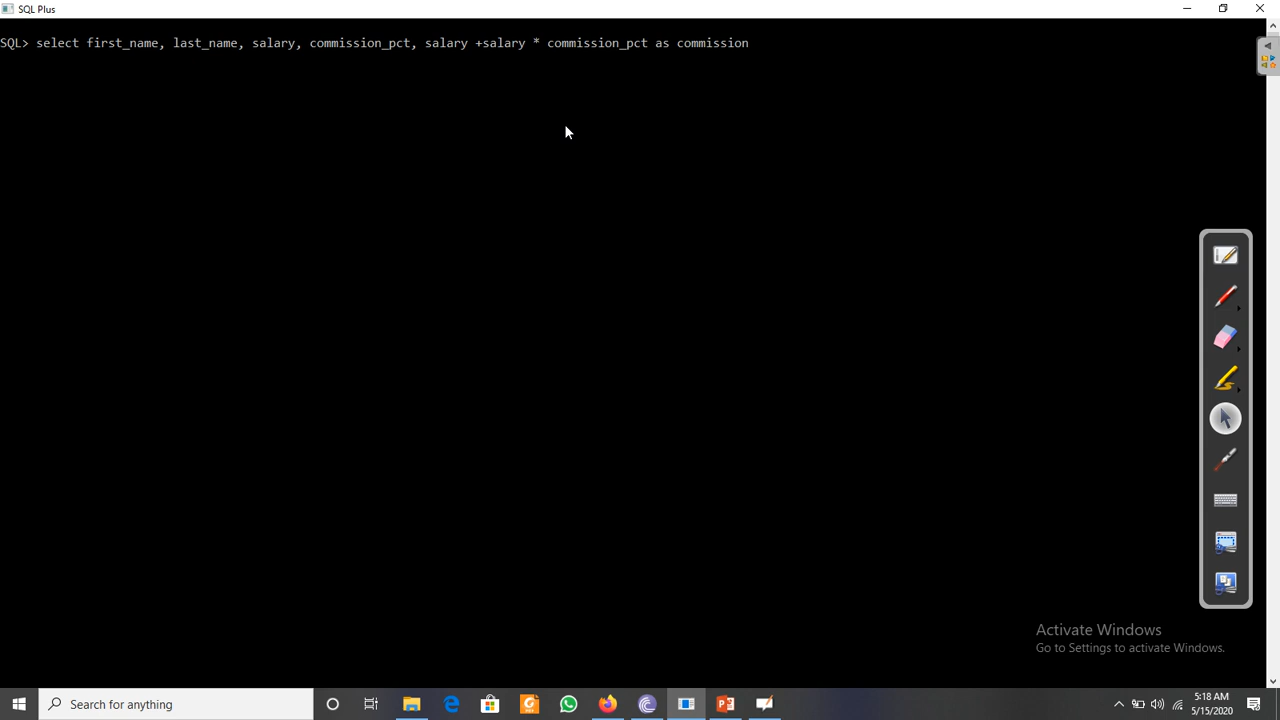 SQL Plus
SQL> select first_name, last_name, salary, commission_pct, salary +salary * commission_pct as commission
Activate Windows
Go to Settings to activate Windows.
Search for anything
5:18 AM
5/15/2020